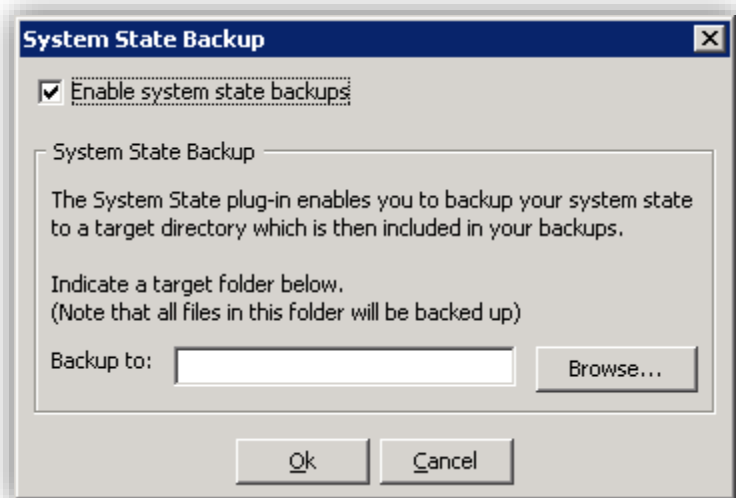 System State Backup
Enable system state backups
System State Backup
The System State plug-in enables you to backup your system state
to a target directory which is then included in your backups.
Indicate a target folder below.
(Note that all files in this folder will be backed up)
Backup to:
Browse...
Ok
Cancel